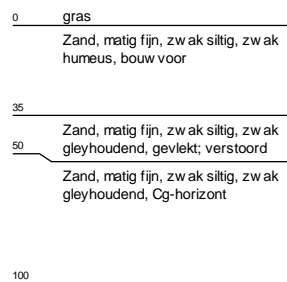 0 gras
Zand, matig fijn, zwak siltig, zwak
humeus, bouwvoor
35
Zand, matig fijn, zwak siltig, zwak
50 gleyhoudend, gevlekt; verstoord
Zand, matig fijn, zwak siltig, zwak
gleyhoudend, Cg-horizont
100